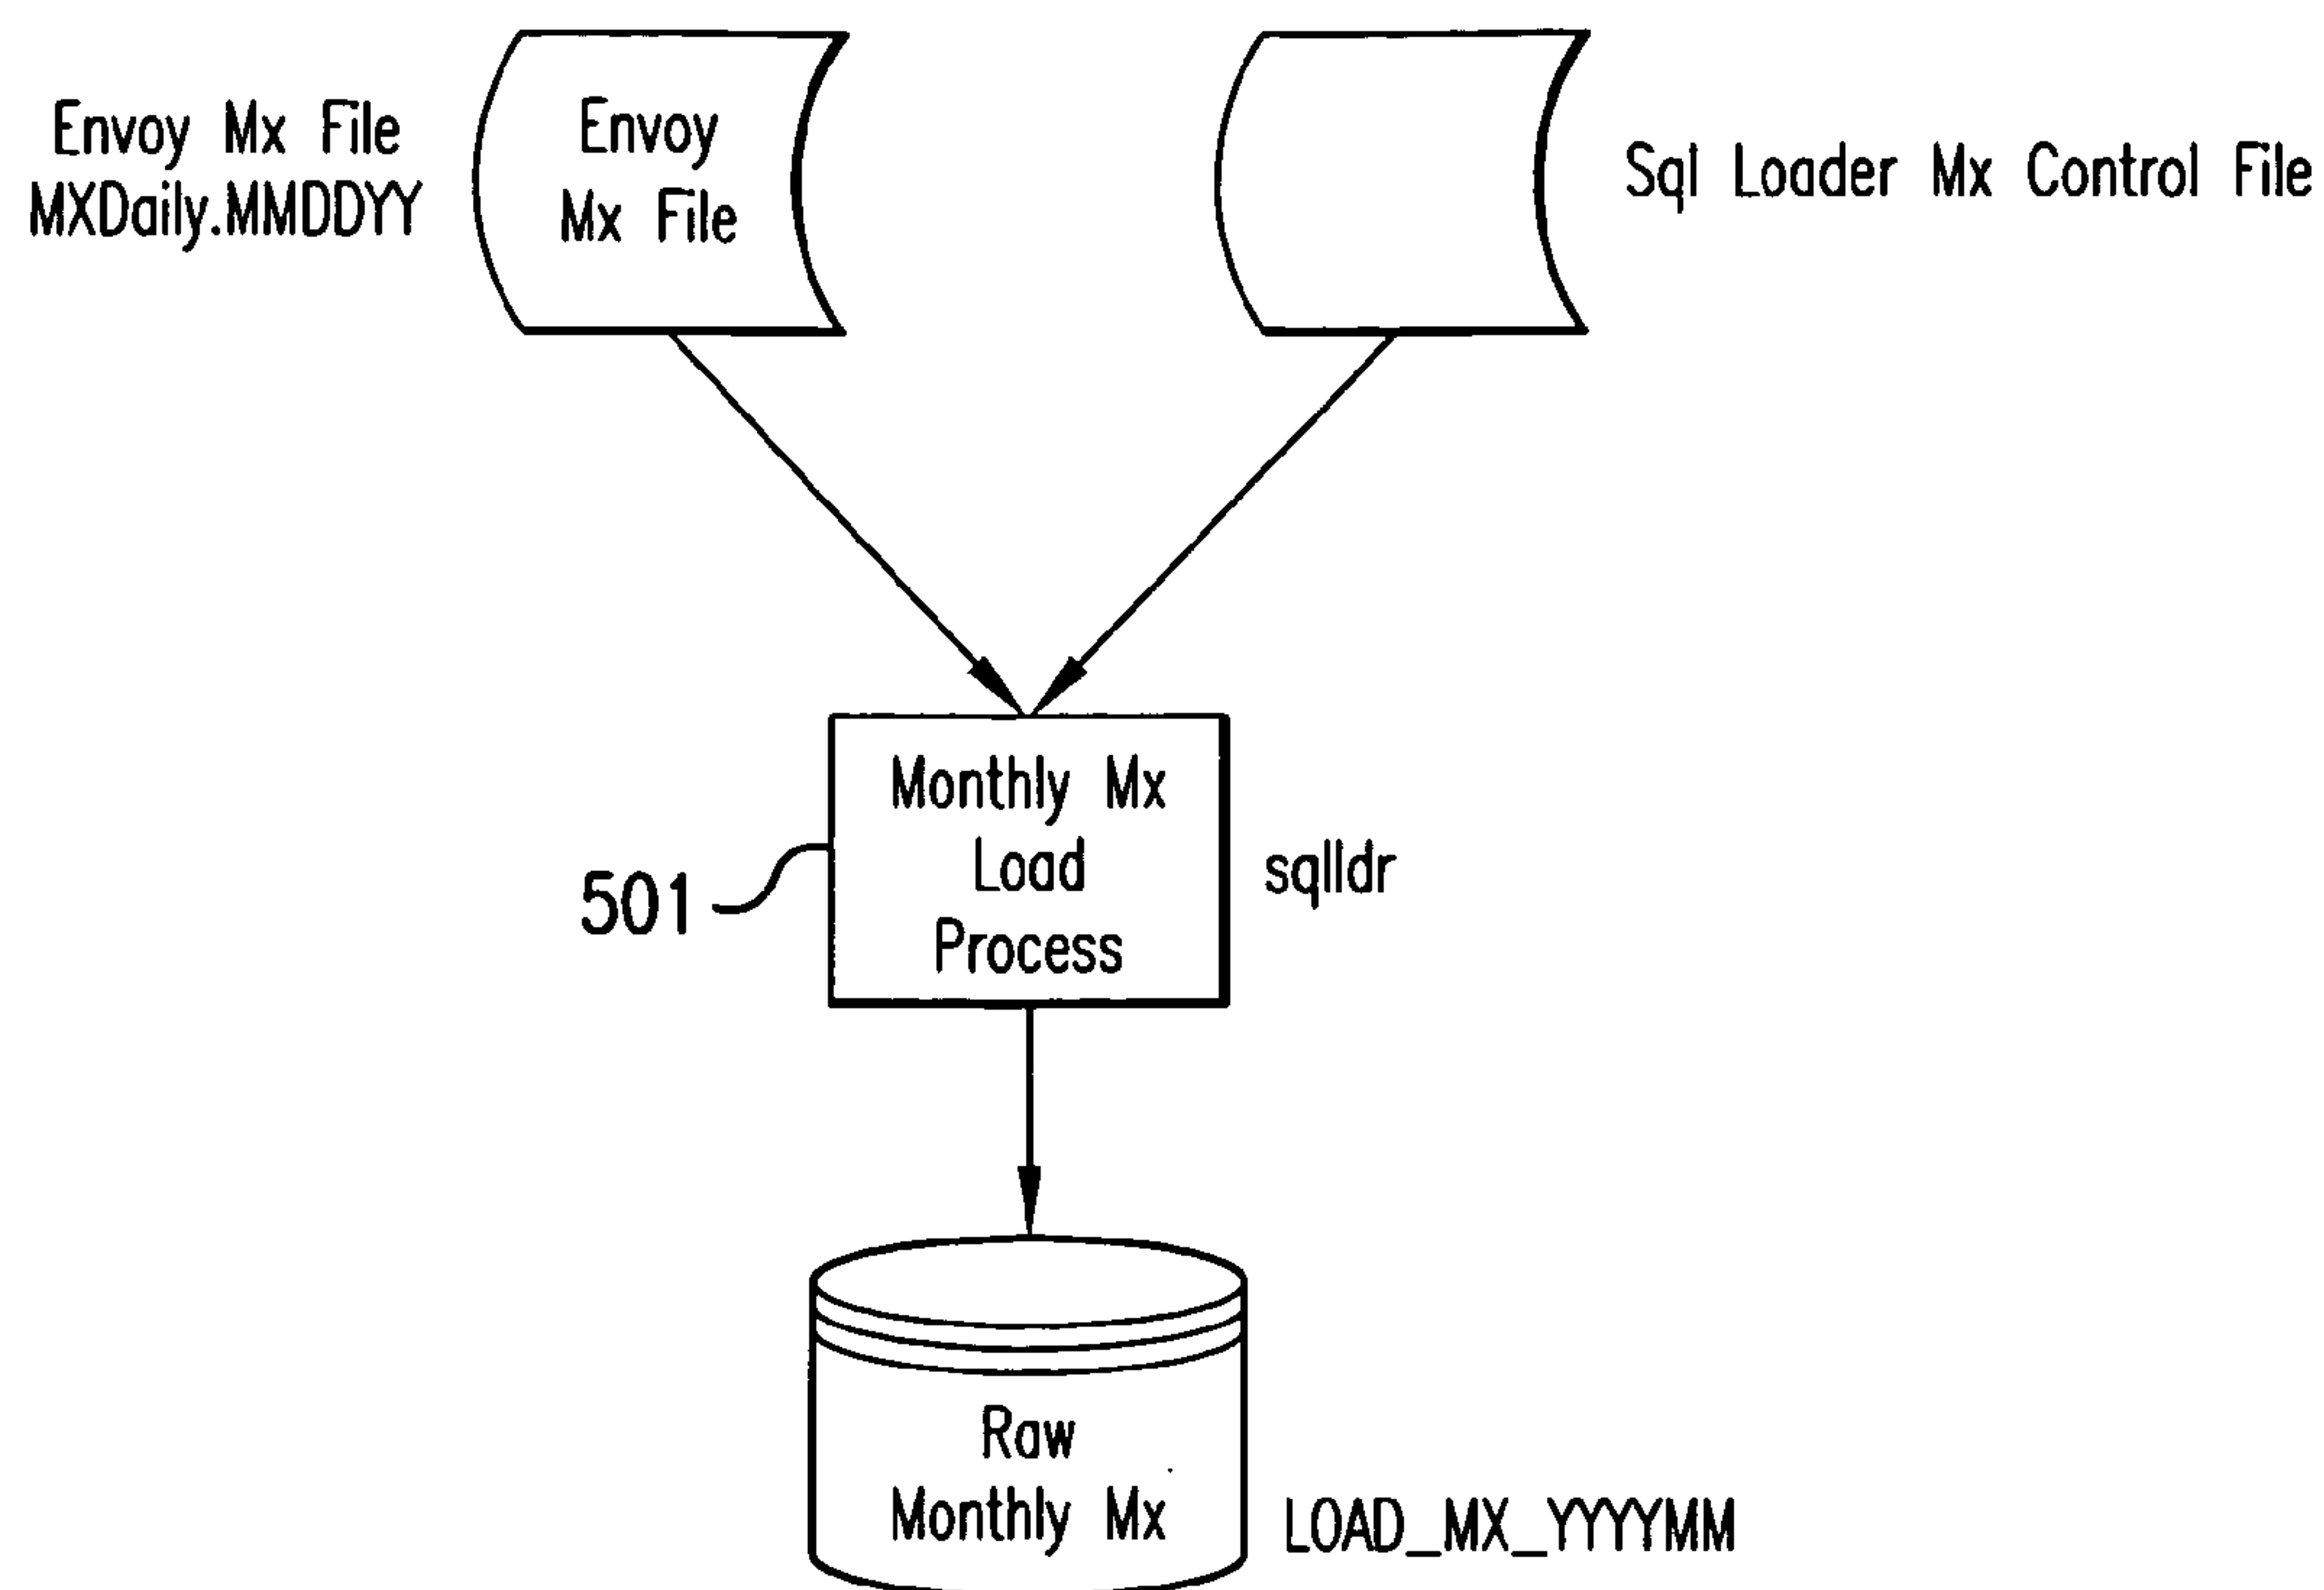 Envoy Mx File
MXDaily.MMDDYY
Envoy
Mx File
Sql Loader Mx Control File
Monthly Mx
Load
Process
501
sqlldr
Raw
Monthly Mx
LOAD_MX_YYYYMM